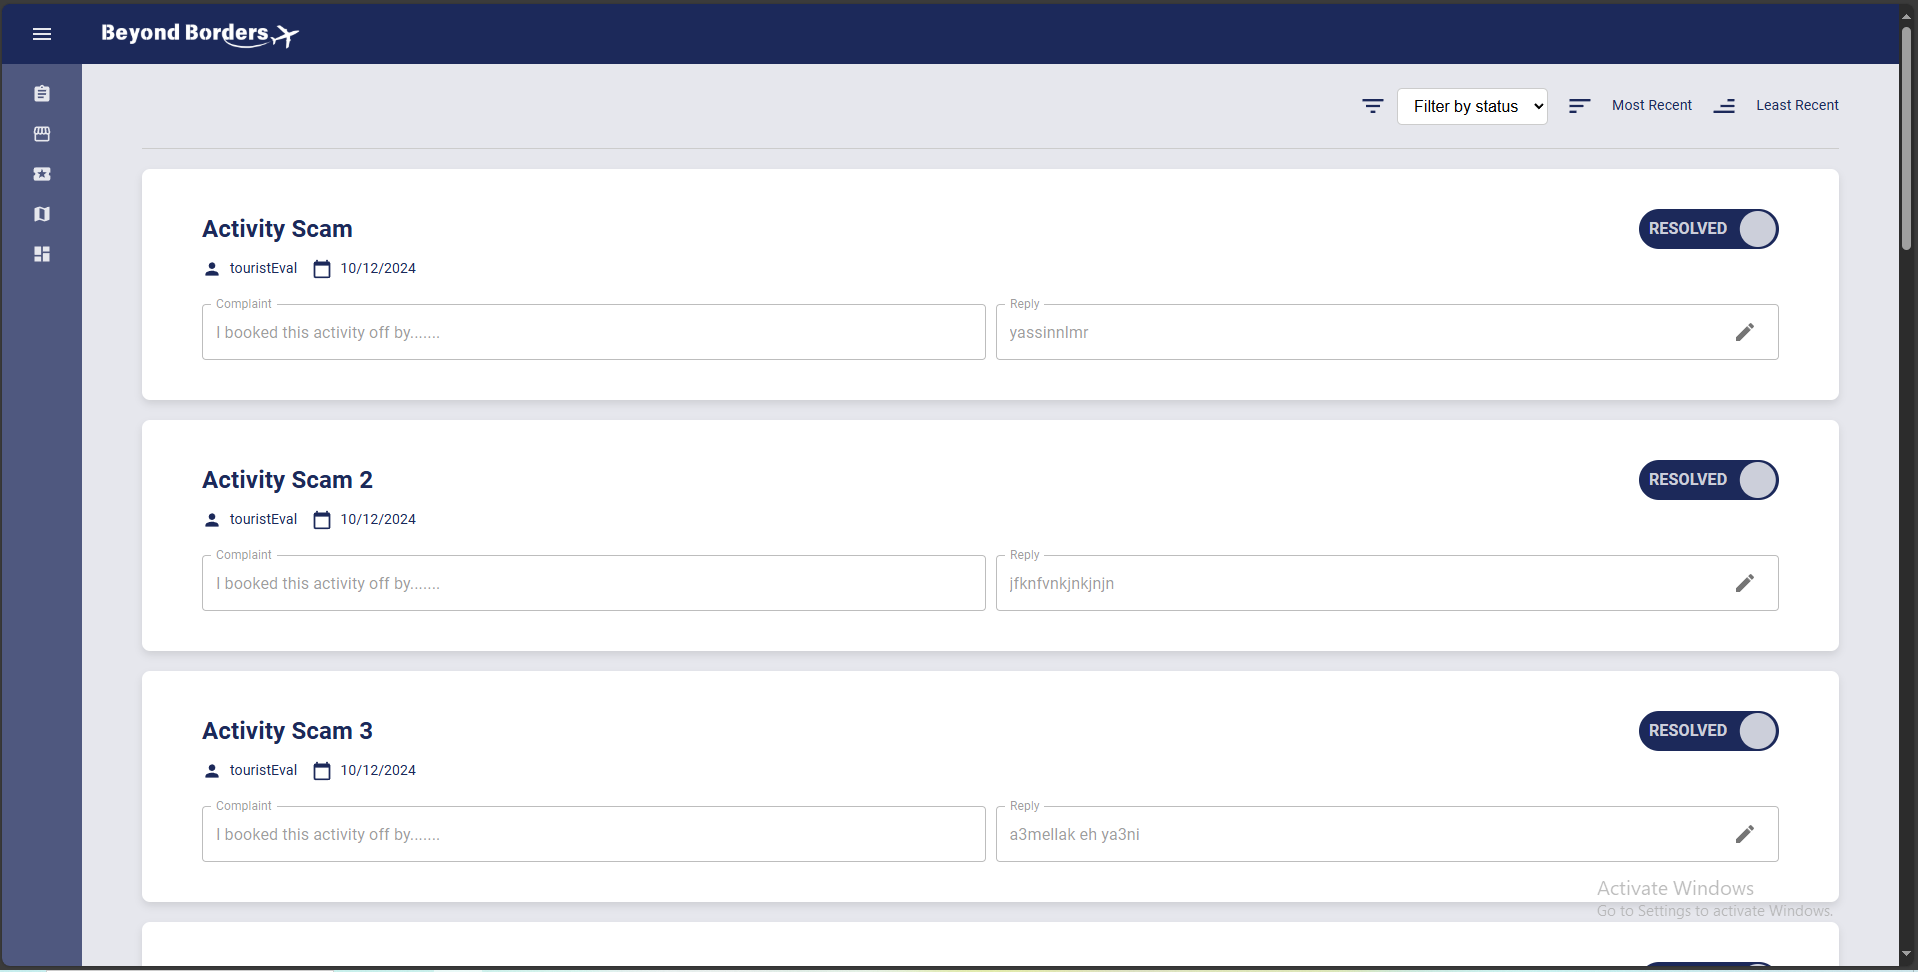 Beyond Borders
Filter by status
Most Recent
Least Recent
Activity Scam
RESOLVED
touristEval 10/12/2024
Complaint
I booked this activity off by.......
Reply
yassinnlmr
Activity Scam 2
RESOLVED
touristEval 10/12/2024
Complaint
I booked this activity off by.......
Reply
jfknfvnkjnkjnjn
Activity Scam 3
RESOLVED
touristEval 10/12/2024
Complaint
I booked this activity off by.......
Reply
a3mellak eh ya3ni
Activate Windows
Go to Settings to activate Windows.